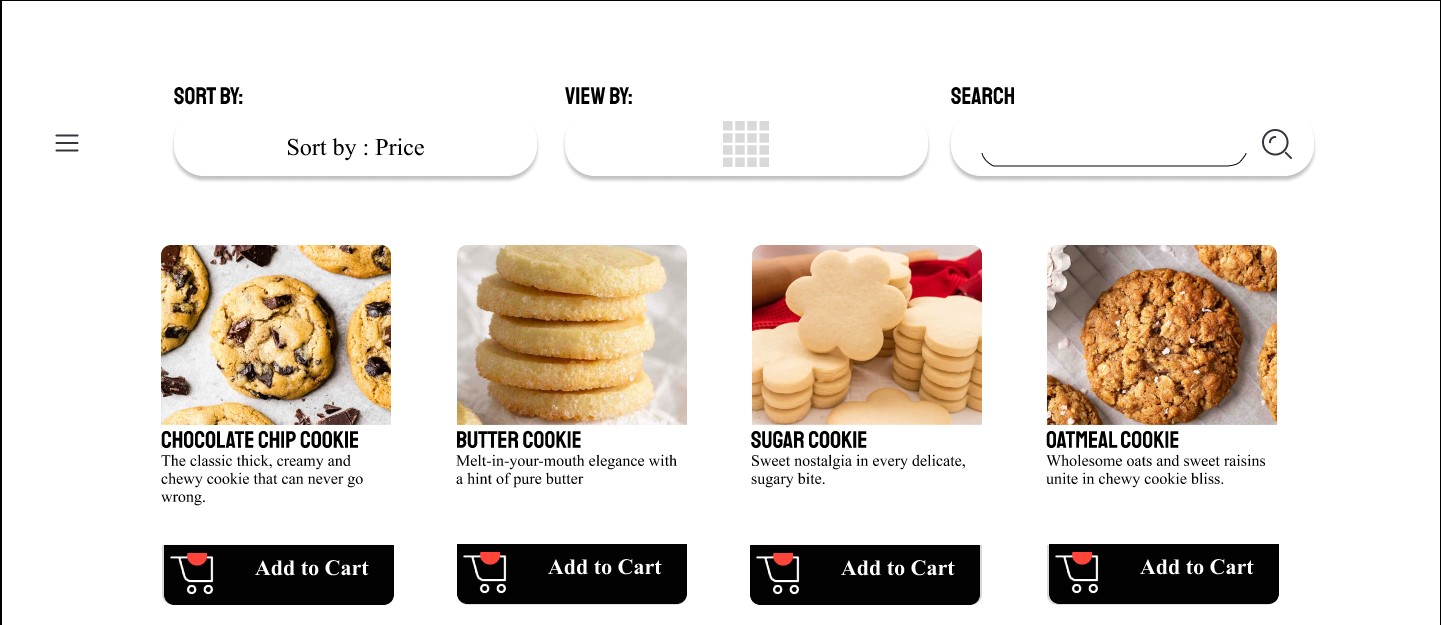 SORT BY:
VIEW BY:
SEARCH
Sort by : Price
CHOCOLATE CHIP COOKIE
The classic thick, creamy and
chewy cookie that can never go
wrong.
BUTTER COOKIE
Melt-in-your-mouth elegance with
a hint of pure butter
SUGAR COOKIE
Sweet nostalgia in every delicate,
sugary bite.
OATMEAL COOKIE
Wholesome oats and sweet raisins
unite in chewy cookie bliss.
Add to Cart
Add to Cart
Add to Cart
Add to Cart